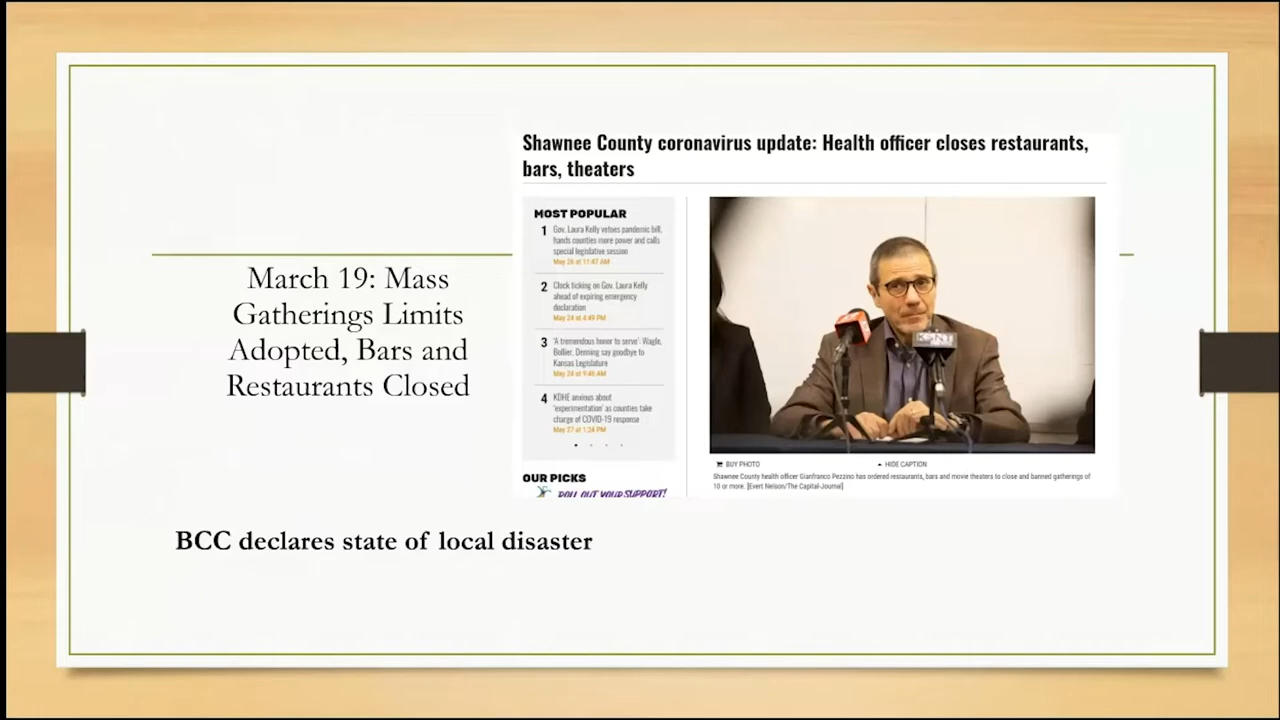 Shawnee County coronavirus update: Health officer closes restaurants,
bars, theaters
MOST POPULAR
1 Gov. Laura Kelly vetoes pandemic bill,
hands counties more power and calls
special legislative session
May 26 at 11:47 AM
2 Clock ticking on Gov. Laura Kelly
ahead of expiring emergency
declaration
May 24 at 4:49 PM
3 'A tremendous honor to serve': Wagle,
Bollier, Denning say goodbye to
Kansas Legislature
May 24 at 9:46 AM
4 KDHE anxious about
'experimentation' as counties take
charge of COVID-19 response
May 27 at 1:24 PM
OUR PICKS
ROLL OUT YOUR SUPPORT!
KSNT
BUY PHOTO
HIDE CAPTION
Shawnee County health officer Gianfranco Pezzino has ordered restaurants, bars and movie theaters to close and banned gatherings of
10 or more. [Evert Nelson/The Capital-Journal]
March 19: Mass
Gatherings Limits
Adopted, Bars and
Restaurants Closed
BCC declares state of local disaster